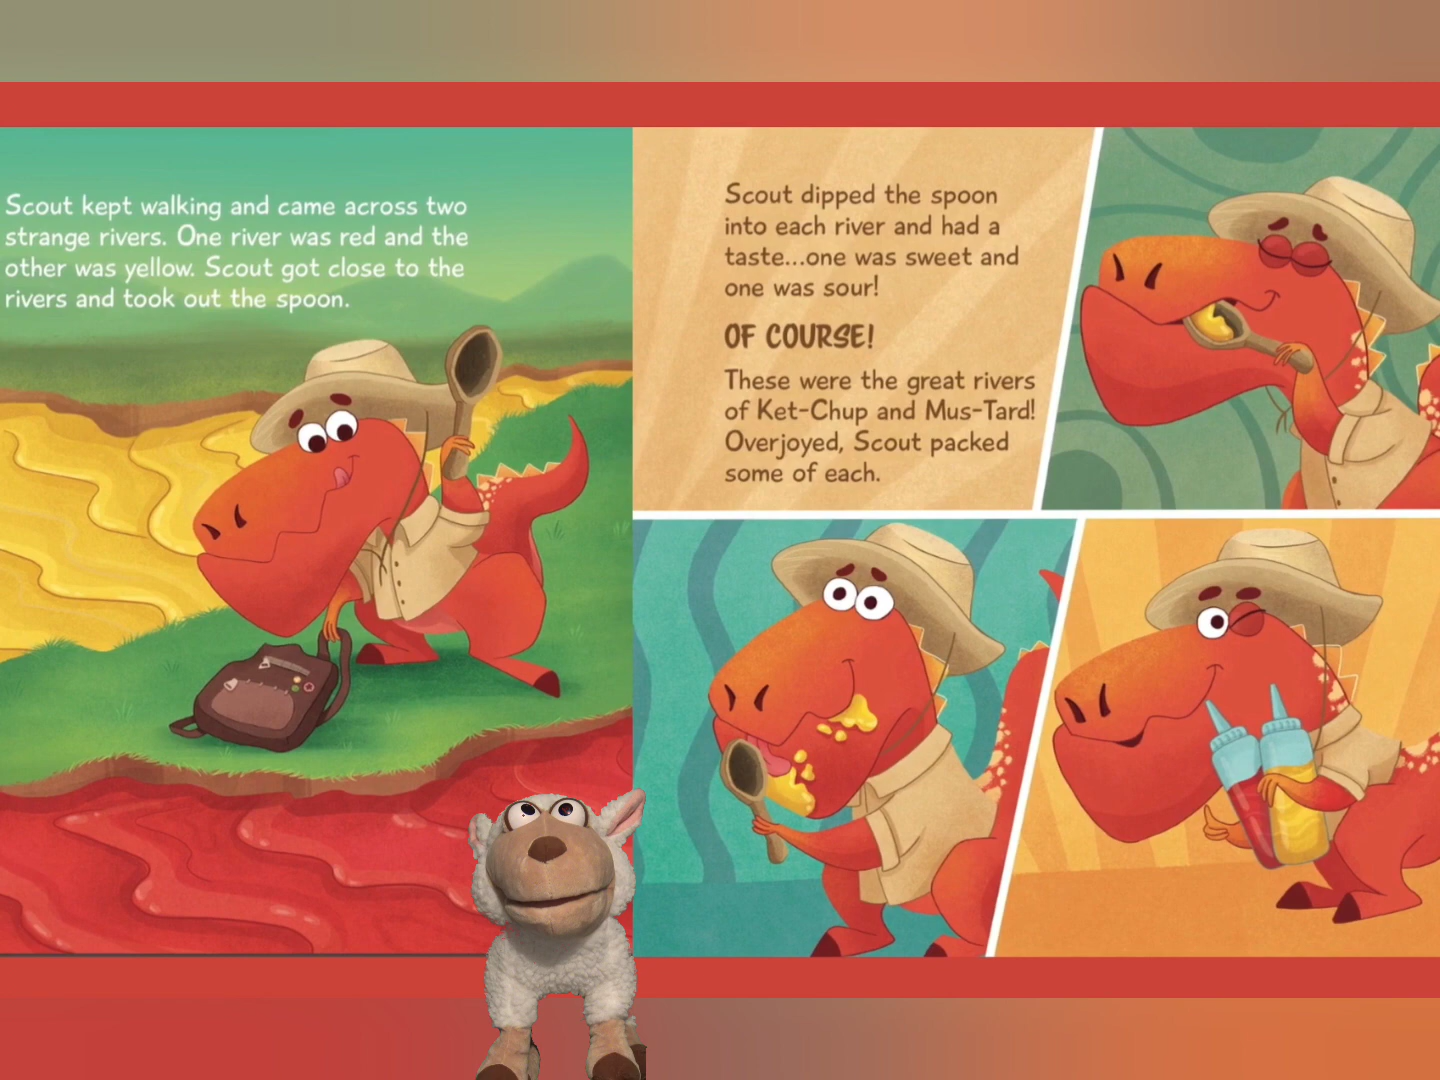 Scout kept walking and came across two
strange rivers. One river was red and the
other was yellow. Scout got close to the
rivers and took out the spoon.
Scout dipped the spoon
into each river and had a
taste...one was sweet and
one was sour!
OF COURSE!
These were the great rivers
of Ket-Chup and Mus-Tard!
Overjoyed, Scout packed
some of each.